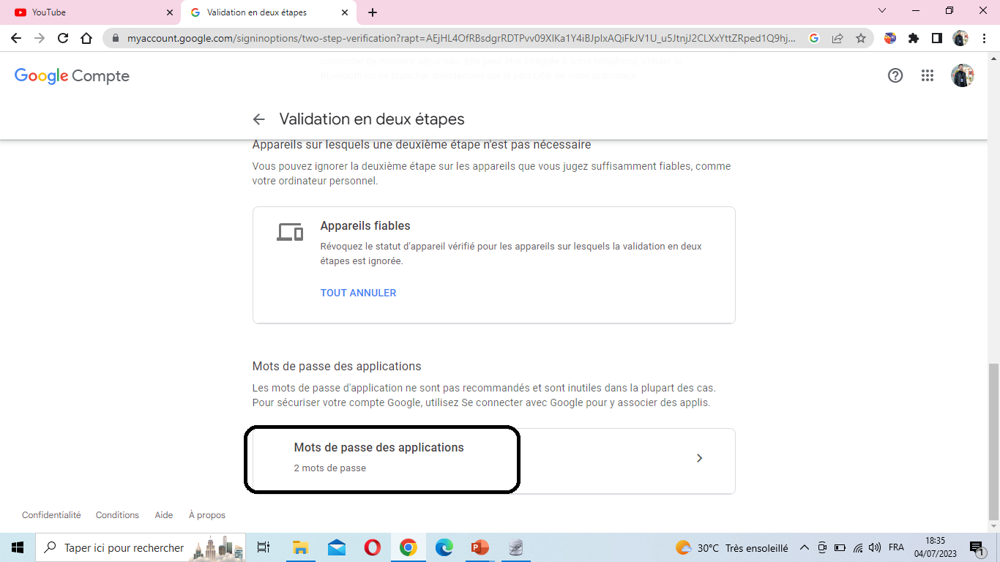 YouTube
Validation en deux étapes
myaccount.google.com/signinoptions/two-step-verification?rapt=AEjHL4OfRBsdgrRDTPvv09XIKa1Y4iBJpIxAQiFkJV1U_u5JtnjJ2CLXxYttZRped1Q9hj...
Google Compte
Validation en deux étapes
Appareils sur lesquels une deuxième étape n'est pas nécessaire
Vous pouvez ignorer la deuxième étape sur les appareils que vous jugez suffisamment fiables, comme
votre ordinateur personnel.
Appareils fiables
Révoquez le statut d'appareil vérifié pour les appareils sur lesquels la validation en deux
étapes est ignorée.
TOUT ANNULER
Mots de passe des applications
Les mots de passe d'application ne sont pas recommandés et sont inutiles dans la plupart des cas.
Pour sécuriser votre compte Google, utilisez Se connecter avec Google pour y associer des applis.
Mots de passe des applications
2 mots de passe
Confidentialité Conditions Aide À propos
Taper ici pour rechercher
30°C Très ensoleillé
FRA
18:35
04/07/2023
1